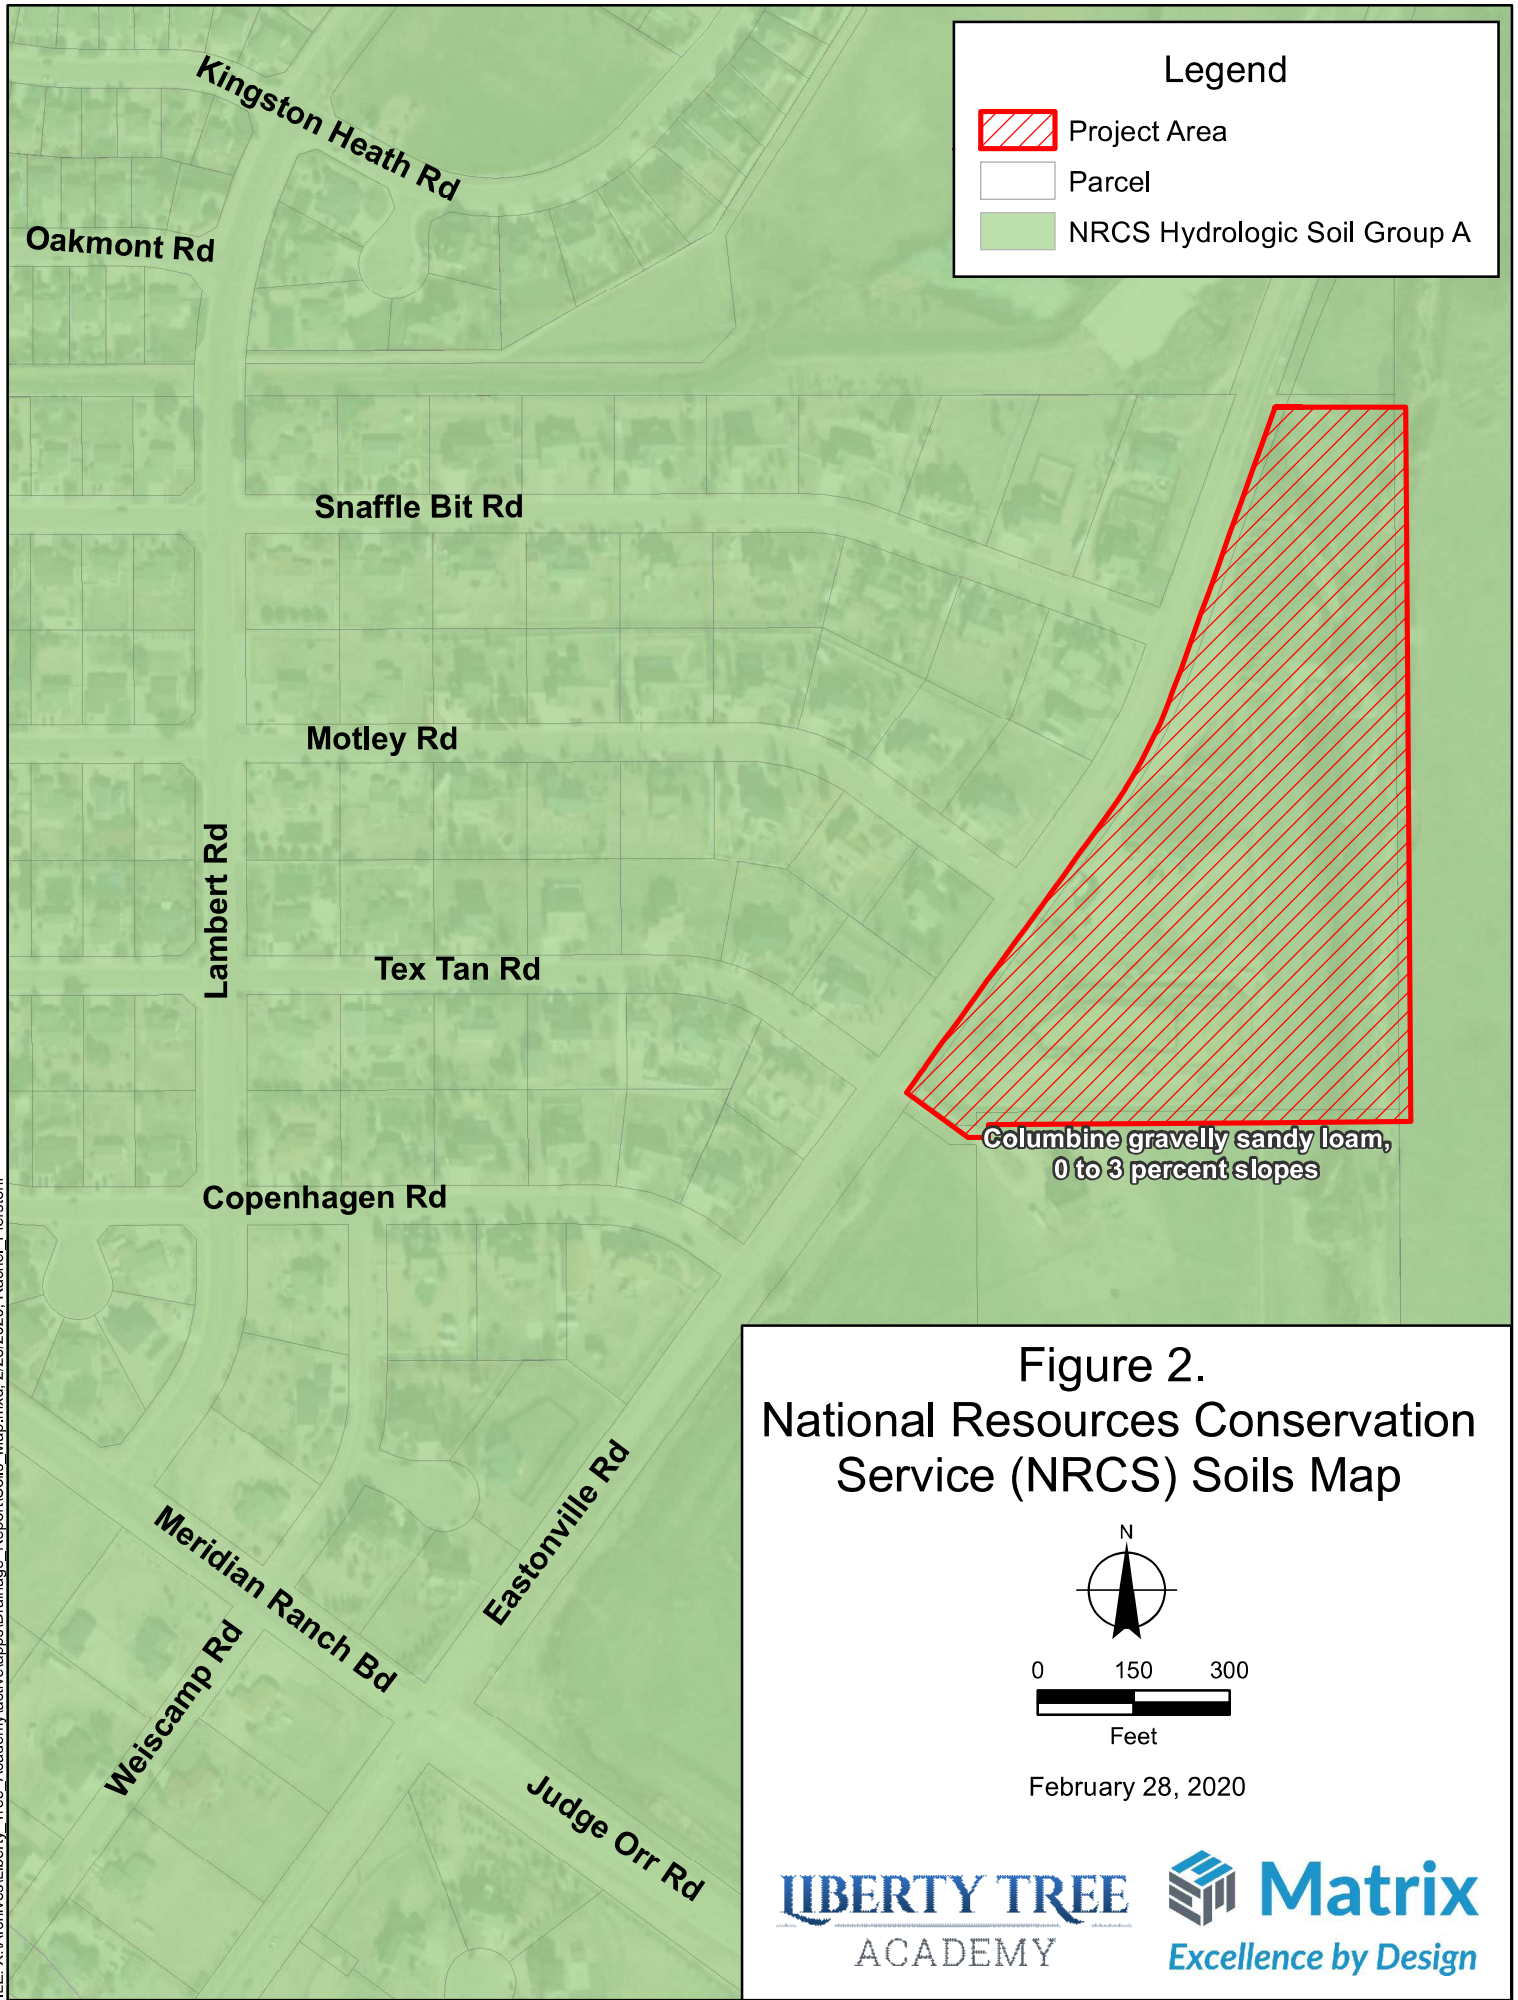 Legend
Project Area
Parcel
NRCS Hydrologic Soil Group A
Kingston Heath Rd
Oakmont Rd
Snaffle Bit Rd
Motley Rd
Lambert Rd
Tex Tan Rd
Columbine gravelly sandy loam,
0 to 3 percent slopes
Copenhagen Rd
Eastonville Rd
Meridian Ranch Bd
Weiscamp Rd
Judge Orr Rd
Figure 2.
National Resources Conservation
Service (NRCS) Soils Map
N
0 150 300
Feet
February 28, 2020
LIBERTY TREE
ACADEMY
Matrix
Excellence by Design